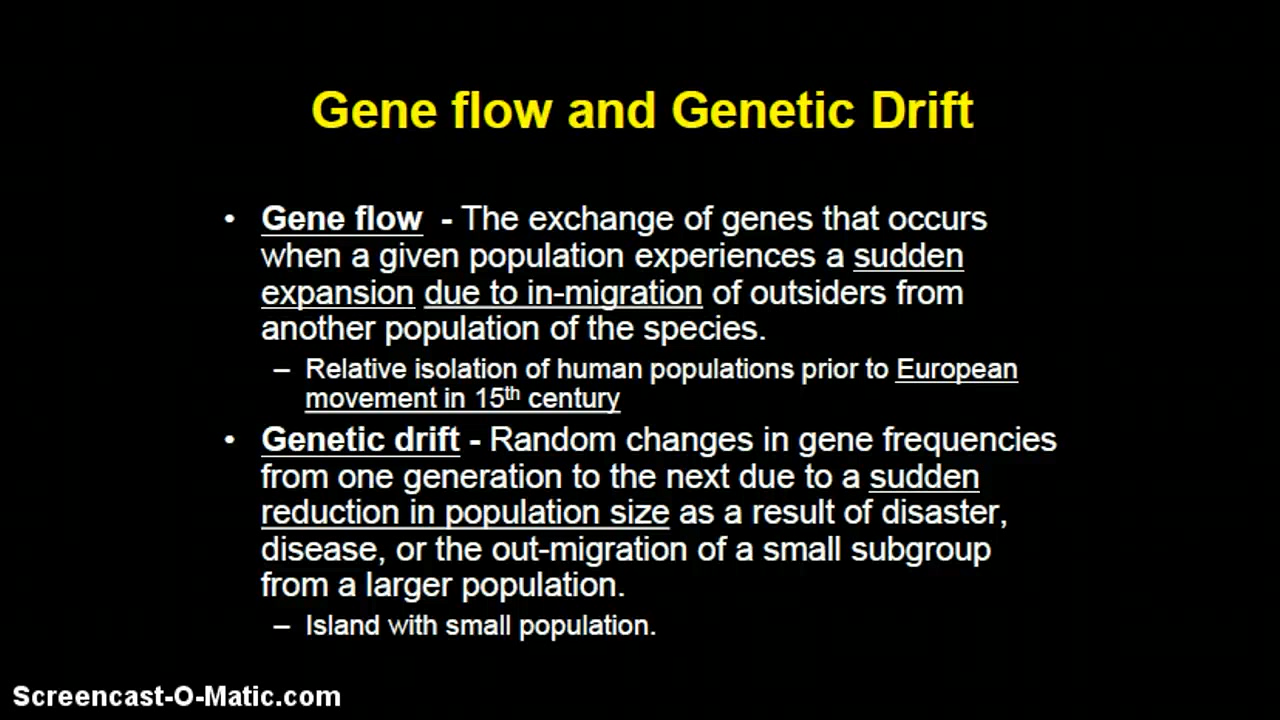 Gene flow and Genetic Drift
• Gene flow - The exchange of genes that occurs
when a given population experiences a sudden
expansion due to in-migration of outsiders from
another population of the species.
– Relative isolation of human populations prior to European
movement in 15th century
• Genetic drift - Random changes in gene frequencies
from one generation to the next due to a sudden
reduction in population size as a result of disaster,
disease, or the out-migration of a small subgroup
from a larger population.
– Island with small population.
Screencast-O-Matic.com